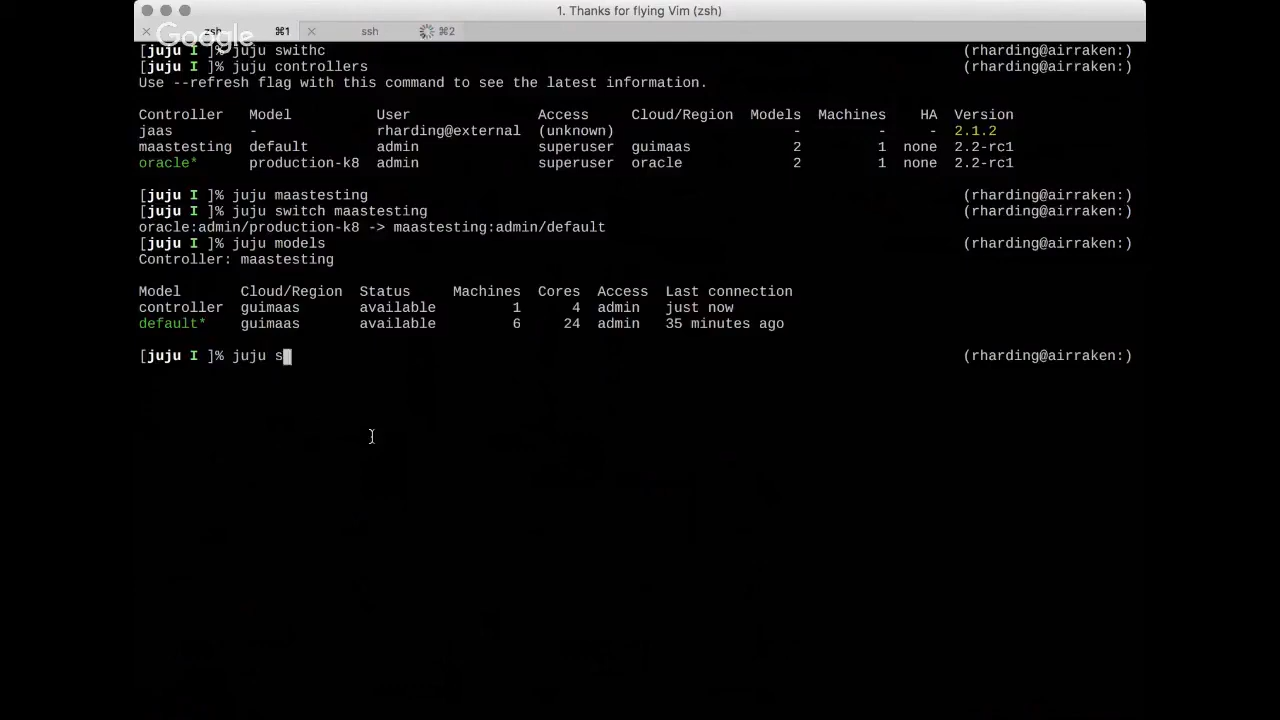 1. Thanks for flying Vim (zsh)
zsh ⌘1 ssh ⌘2
Google
[juju I ]% juju swithc (rharding@airraken:)
[juju I ]% juju controllers (rharding@airraken:)
Use --refresh flag with this command to see the latest information.
Controller Model User Access Cloud/Region Models Machines HA Version
jaas - rharding@external (unknown) - - - 2.1.2
maastesting default admin superuser guimaas 2 1 none 2.2-rc1
oracle* production-k8 admin superuser oracle 2 1 none 2.2-rc1
[juju I ]% juju maastesting (rharding@airraken:)
[juju I ]% juju switch maastesting (rharding@airraken:)
oracle:admin/production-k8 -> maastesting:admin/default
[juju I ]% juju models (rharding@airraken:)
Controller: maastesting
Model Cloud/Region Status Machines Cores Access Last connection
controller guimaas available 1 4 admin just now
default* guimaas available 6 24 admin 35 minutes ago
[juju I ]% juju s (rharding@airraken:)